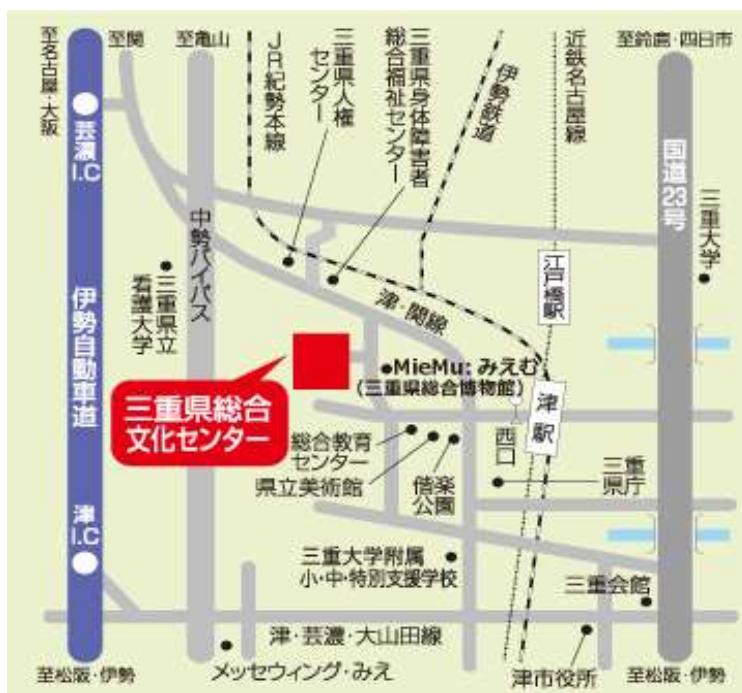 至名古屋・大阪
至関
至亀山
JR紀勢本線
三重県人権
センター
三重県身体障害者
総合福祉センター
伊勢鉄道
近鉄名古屋線
至鈴鹿・四日市
芸濃
I.C
国道23号
三重大学
中勢バイパス
三重県立
看護大学
江戸橋駅
津・関線
伊勢自動車道
MieMu:みえむ
(三重県総合博物館)
三重県総合
文化センター
津駅
西口
総合教育
センター
県立美術館
偕楽
公園
三重
県庁
津
I.C
三重大学附属
小・中・特別支援学校
三重会館
津・芸濃・大山田線
メッセウィング・みえ
津市役所
至松阪・伊勢
至松阪・伊勢